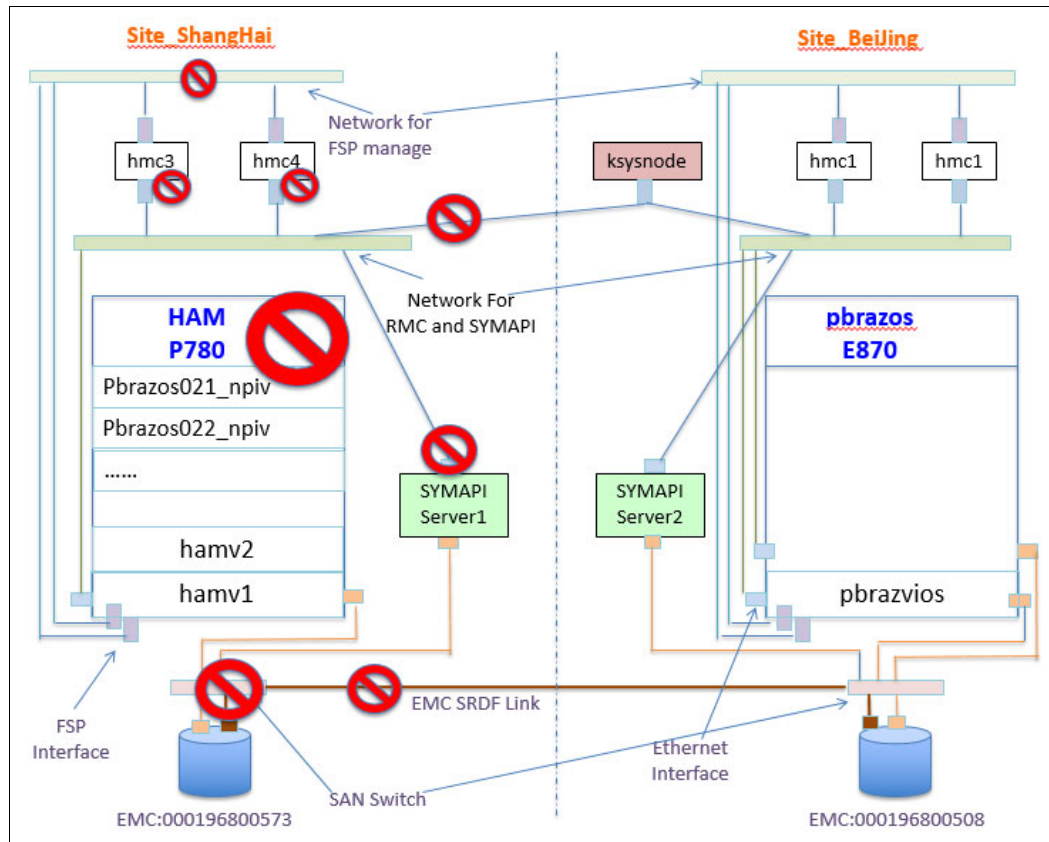 Site_ShangHai
Site_BeiJing
Network for
FSP manage
hmc3
hmc4
ksysnode
hmc1
hmc1
Network For
RMC and SYMAPI
HAM
P780
Pbrazos021_npiv
Pbrazos022_npiv
......
hamv2
hamv1
SYMAPI
Server1
SYMAPI
Server2
pbrazos
E870
pbrazvios
FSP
Interface
EMC SRDF Link
Ethernet
Interface
SAN Switch
EMC:000196800573
EMC:000196800508